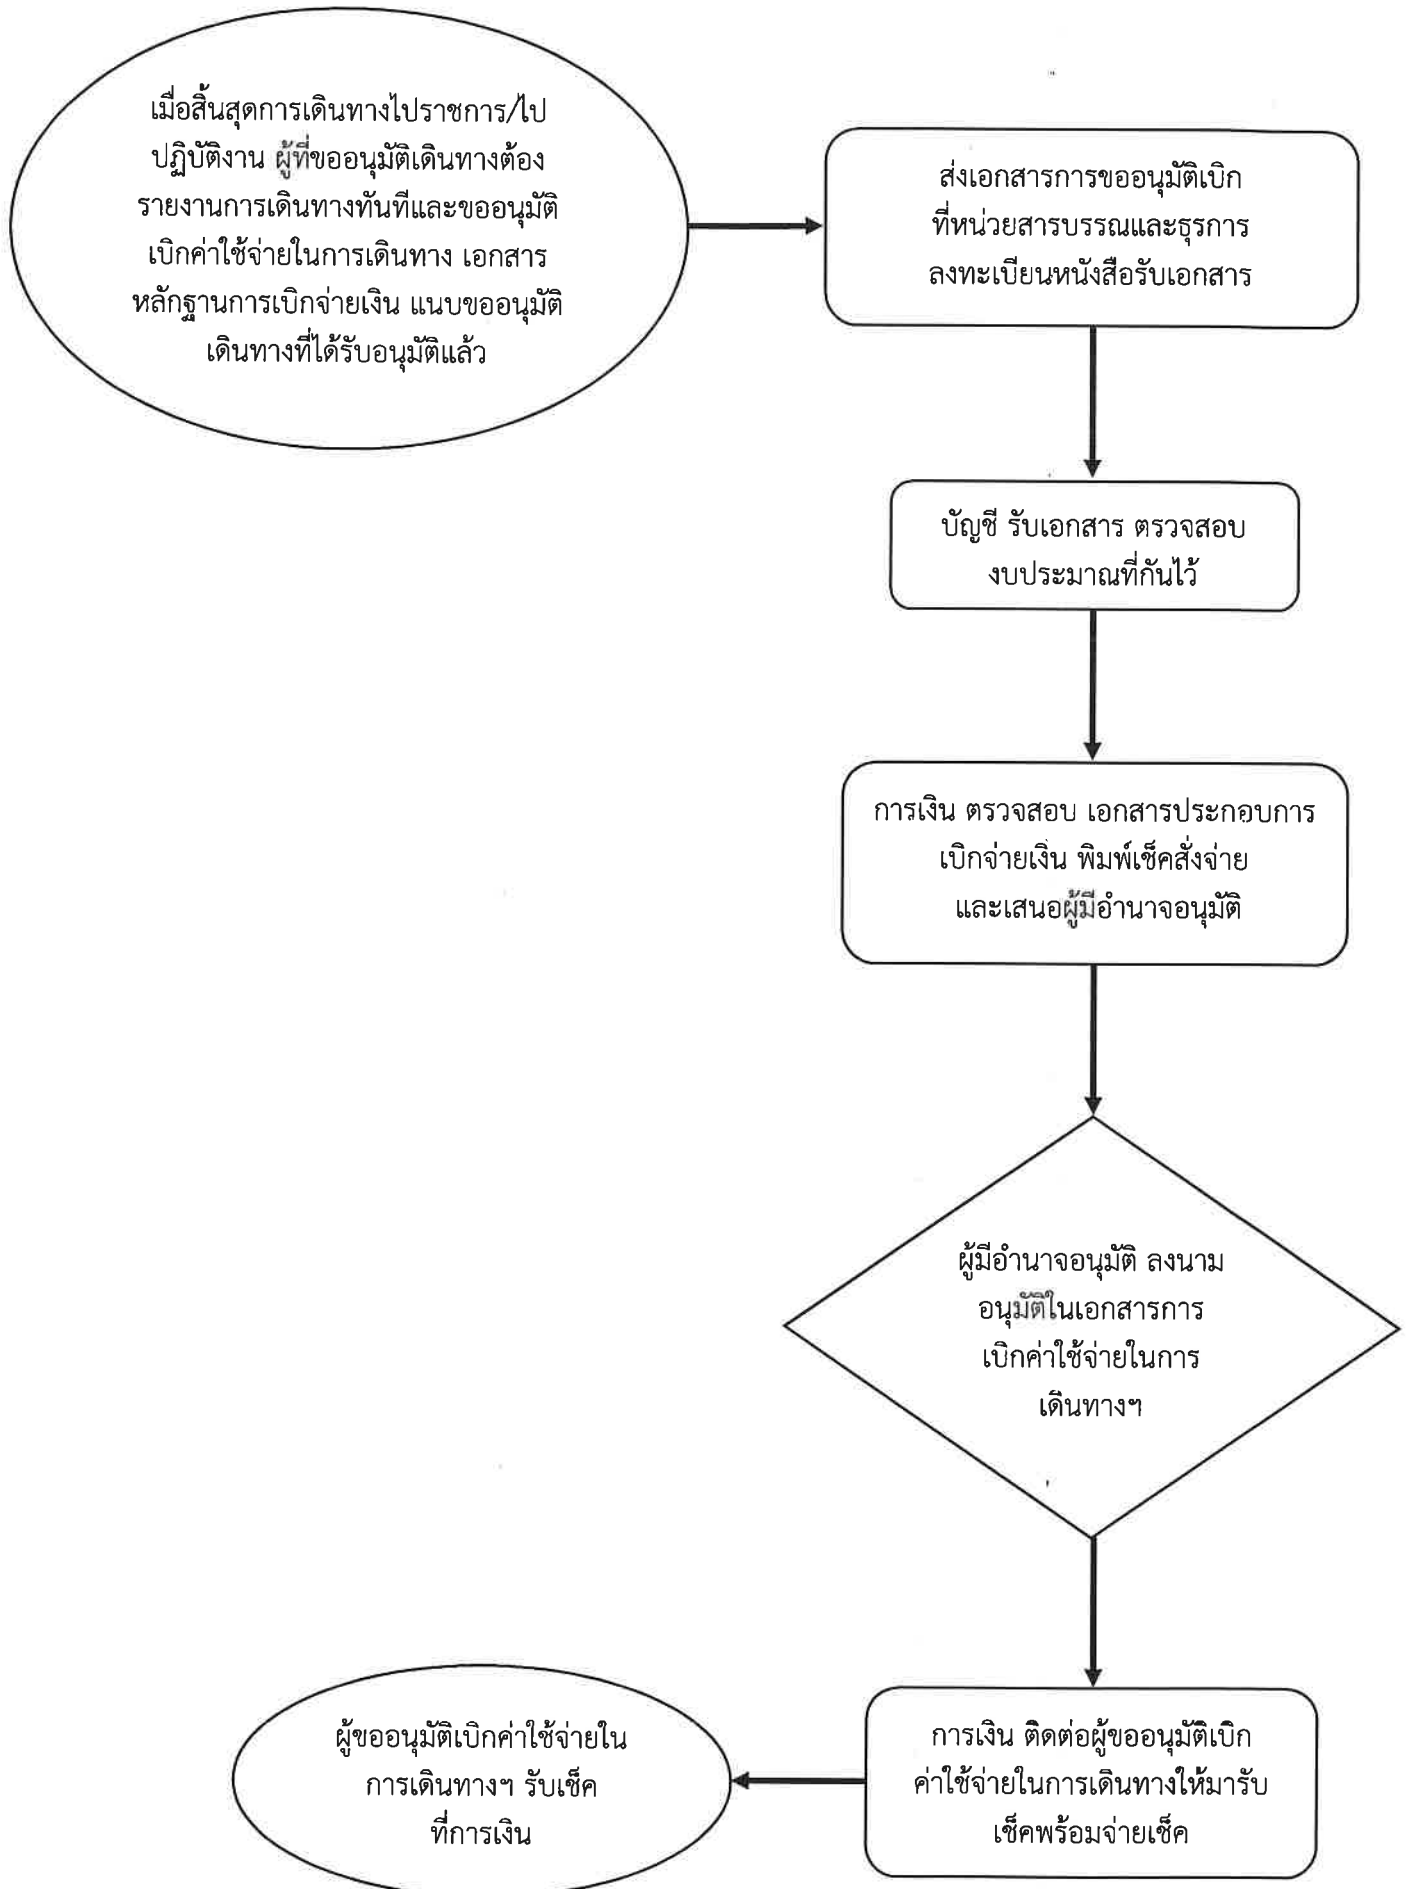 เมื่อสิ้นสุดการเดินทางไปราชการ/ไป
ปฏิบัติงาน ผู้ที่ขออนุมัติเดินทางต้อง
รายงานการเดินทางทันทีและขออนุมัติ
เบิกค่าใช้จ่ายในการเดินทาง เอกสาร
หลักฐานการเบิกจ่ายเงิน แนบขออนุมัติ
เดินทางที่ได้รับอนุมัติแล้ว
ส่งเอกสารการขออนุมัติเบิก
ที่หน่วยสารบรรณและธุรการ
ลงทะเบียนหนังสือรับเอกสาร
บัญชี รับเอกสาร ตรวจสอบ
งบประมาณที่กันไว้
การเงิน ตรวจสอบ เอกสารประกอบการ
เบิกจ่ายเงิน พิมพ์เช็คสั่งจ่าย
และเสนอผู้มีอำนาจอนุมัติ
ผู้มีอำนาจอนุมัติ ลงนาม
อนุมัติในเอกสารการ
เบิกค่าใช้จ่ายในการ
เดินทางฯ
การเงิน ติดต่อผู้ขออนุมัติเบิก
ค่าใช้จ่ายในการเดินทางให้มารับ
เช็คพร้อมจ่ายเช็ค
ผู้ขออนุมัติเบิกค่าใช้จ่ายใน
การเดินทางฯ รับเช็ค
ที่การเงิน